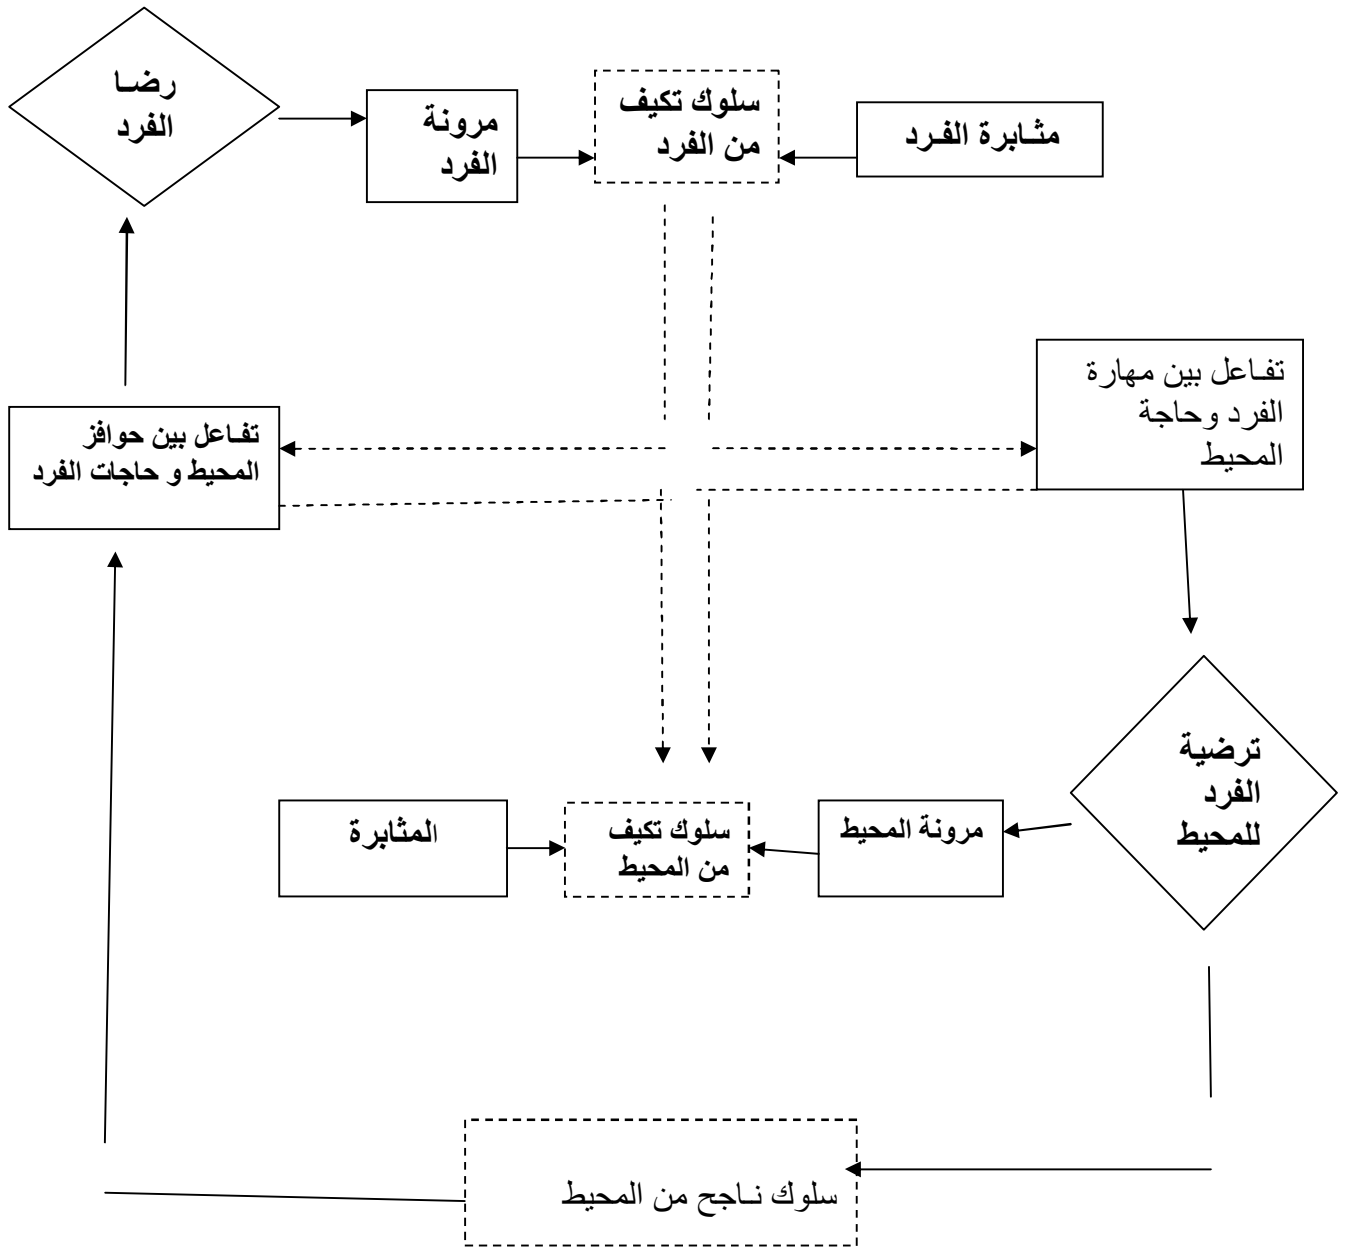 رضا
الفرد
مرونة
الفرد
سلوك تكيف
من الفرد
مثابرة الفرد
تفاعل بين مهارة
الفرد وحاجة
المحيط
تفاعل بين حوافز
المحيط و حاجات الفرد
ترضية
الفرد
للمحيط
مرونة المحيط
سلوك تكيف
من المحيط
المثابرة
سلوك ناجح من المحيط